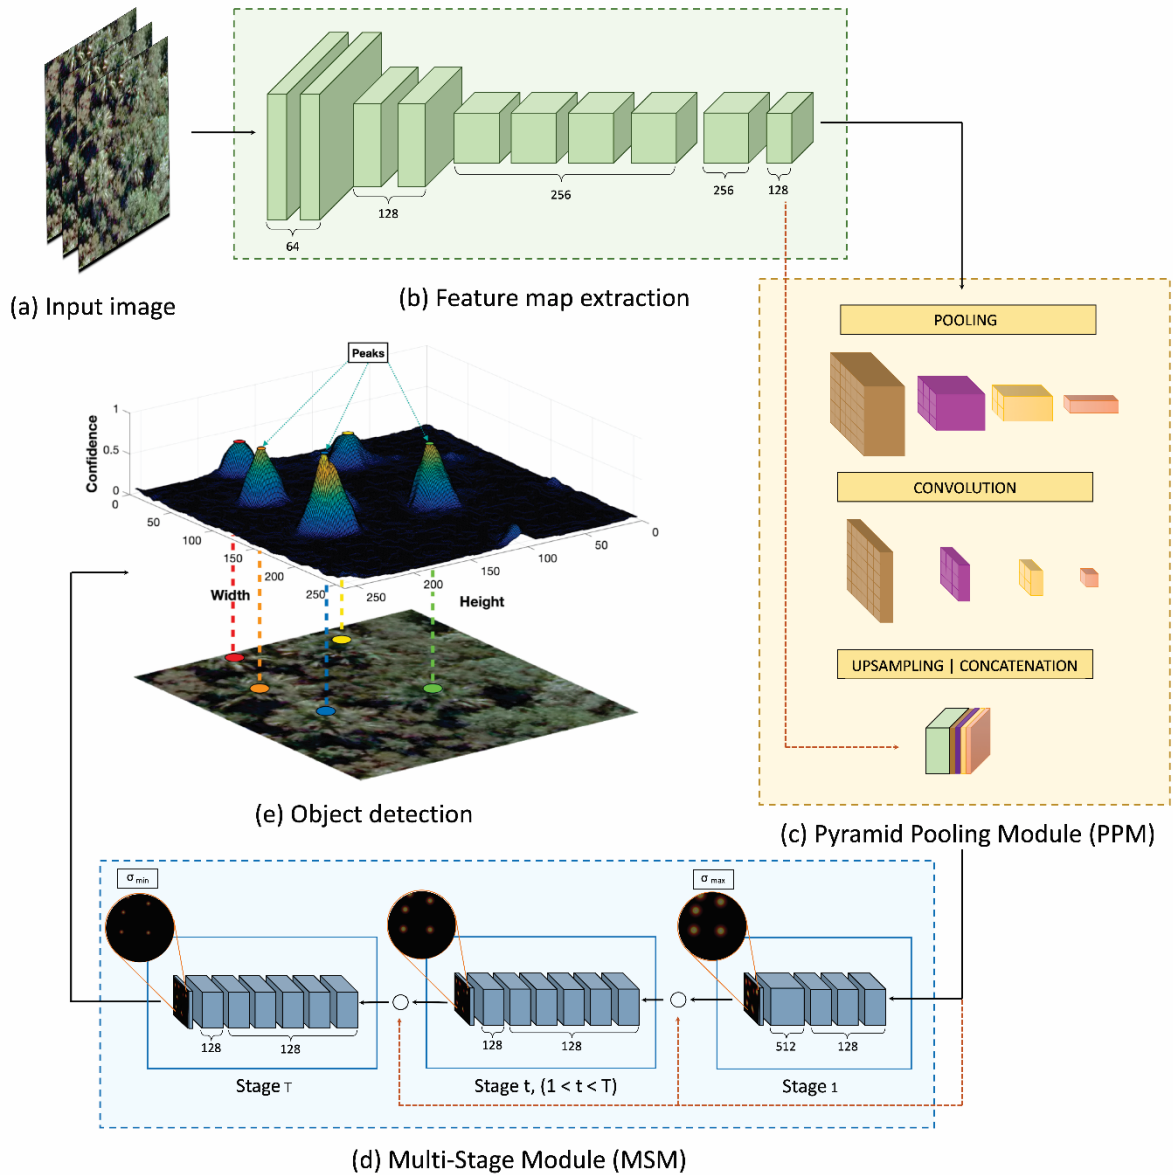 64
128
256
256
128
(a) Input image
(b) Feature map extraction
POOLING
CONVOLUTION
UPSAMPLING | CONCATENATION
(c) Pyramid Pooling Module (PPM)
Peaks
Confidence
1
0.5
0
0
50
100
150
200
250
Width
250
200
150
100
50
0
Height
(e) Object detection
σ min
σ max
128
128
128
128
512
128
Stage T
Stage t, (1 < t < T)
Stage 1
(d) Multi-Stage Module (MSM)